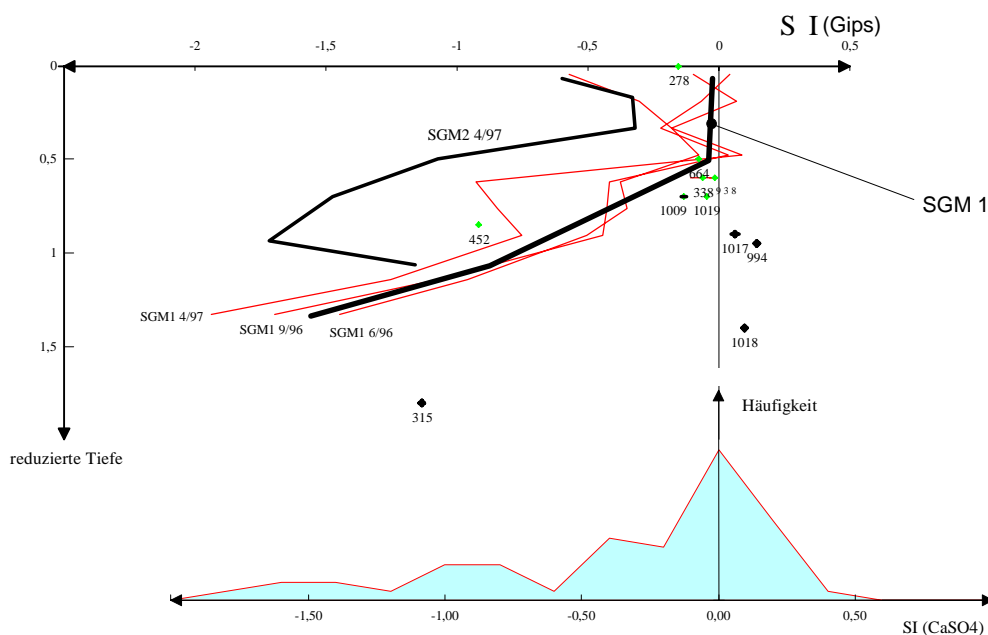 S I (Gips)
-2 -1,5 -1 -0,5 0 0,5
0
278
SGM2 4/97
0,5
664
338 938
1009 1019
SGM 1
452
1017
994
1
SGM1 4/97
SGM1 9/96
SGM1 6/96
1018
1,5
315
Häufigkeit
reduzierte Tiefe
-1,50 -1,00 -0,50 0,00 0,50
SI (CaSO4)